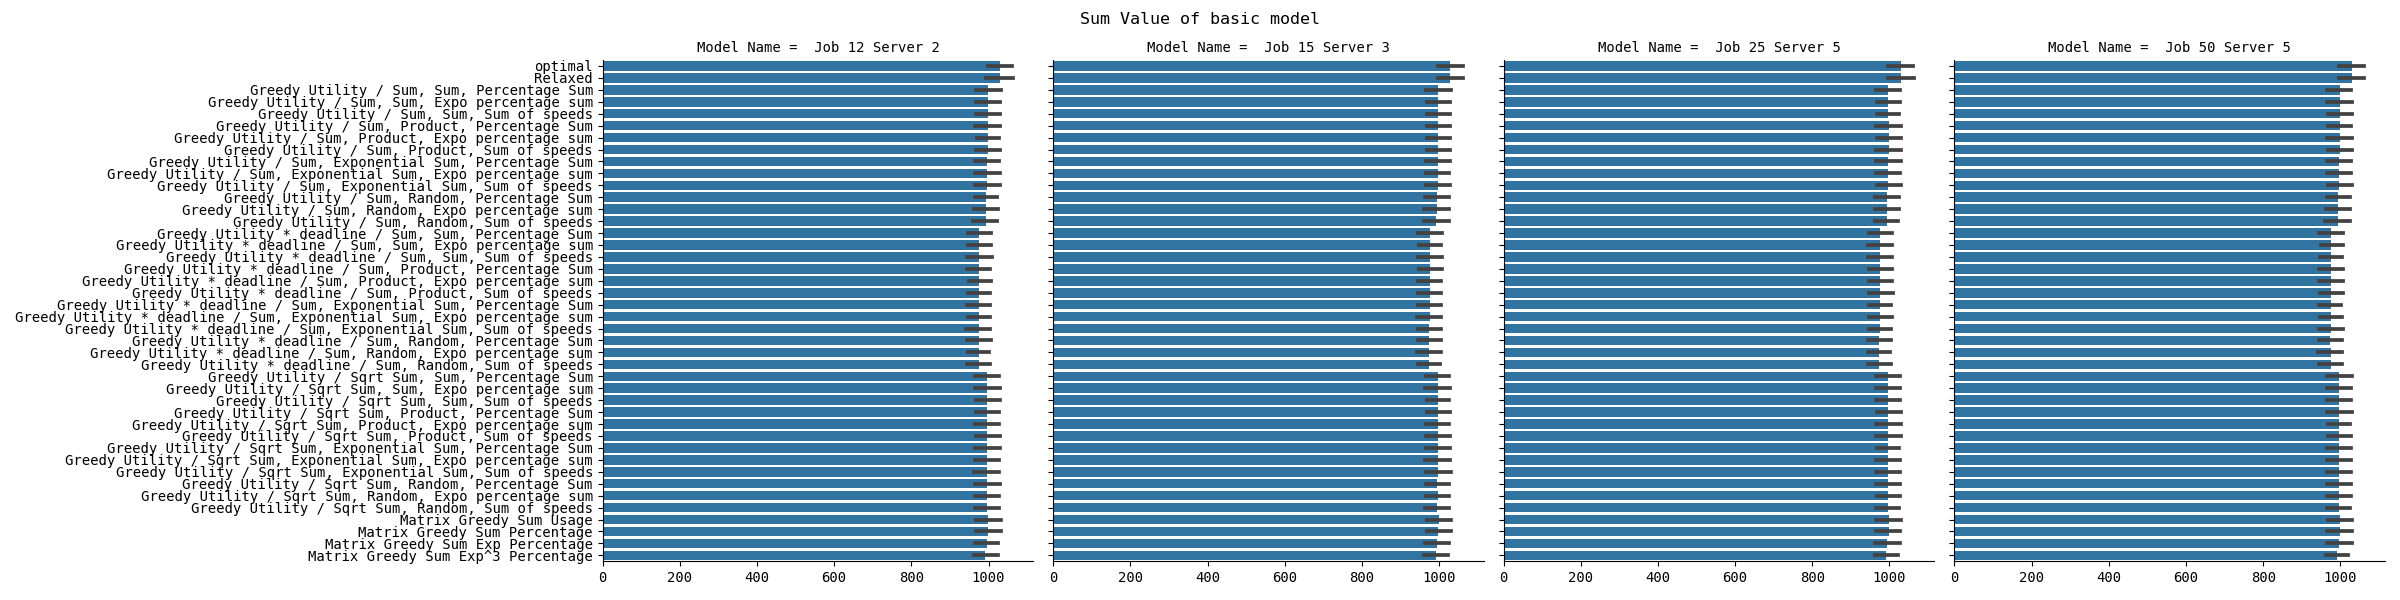 Sum Value of basic model
Model Name =  Job 12 Server 2
Model Name =  Job 15 Server 3
Model Name =  Job 25 Server 5
Model Name =  Job 50 Server 5
optimal
Relaxed
Greedy Utility / Sum, Sum, Percentage Sum
Greedy Utility / Sum, Sum, Expo percentage sum
Greedy Utility / Sum, Sum, Sum of speeds
Greedy Utility / Sum, Product, Percentage Sum
Greedy Utility / Sum, Product, Expo percentage sum
Greedy Utility / Sum, Product, Sum of speeds
Greedy Utility / Sum, Exponential Sum, Percentage Sum
Greedy Utility / Sum, Exponential Sum, Expo percentage sum
Greedy Utility / Sum, Exponential Sum, Sum of speeds
Greedy Utility / Sum, Random, Percentage Sum
Greedy Utility / Sum, Random, Expo percentage sum
Greedy Utility / Sum, Random, Sum of speeds
Greedy Utility * deadline / Sum, Sum, Percentage Sum
Greedy Utility * deadline / Sum, Sum, Expo percentage sum
Greedy Utility * deadline / Sum, Sum, Sum of speeds
Greedy Utility * deadline / Sum, Product, Percentage Sum
Greedy Utility * deadline / Sum, Product, Expo percentage sum
Greedy Utility * deadline / Sum, Product, Sum of speeds
Greedy Utility * deadline / Sum, Exponential Sum, Percentage Sum
Greedy Utility * deadline / Sum, Exponential Sum, Expo percentage sum
Greedy Utility * deadline / Sum, Exponential Sum, Sum of speeds
Greedy Utility * deadline / Sum, Random, Percentage Sum
Greedy Utility * deadline / Sum, Random, Expo percentage sum
Greedy Utility * deadline / Sum, Random, Sum of speeds
Greedy Utility / Sqrt Sum, Sum, Percentage Sum
Greedy Utility / Sqrt Sum, Sum, Expo percentage sum
Greedy Utility / Sqrt Sum, Sum, Sum of speeds
Greedy Utility / Sqrt Sum, Product, Percentage Sum
Greedy Utility / Sqrt Sum, Product, Expo percentage sum
Greedy Utility / Sqrt Sum, Product, Sum of speeds
Greedy Utility / Sqrt Sum, Exponential Sum, Percentage Sum
Greedy Utility / Sqrt Sum, Exponential Sum, Expo percentage sum
Greedy Utility / Sqrt Sum, Exponential Sum, Sum of speeds
Greedy Utility / Sqrt Sum, Random, Percentage Sum
Greedy Utility / Sqrt Sum, Random, Expo percentage sum
Greedy Utility / Sqrt Sum, Random, Sum of speeds
Matrix Greedy Sum Usage
Matrix Greedy Sum Percentage
Matrix Greedy Sum Exp Percentage
Matrix Greedy Sum Exp^3 Percentage
0 200 400 600 800 1000
0 200 400 600 800 1000
0 200 400 600 800 1000
0 200 400 600 800 1000